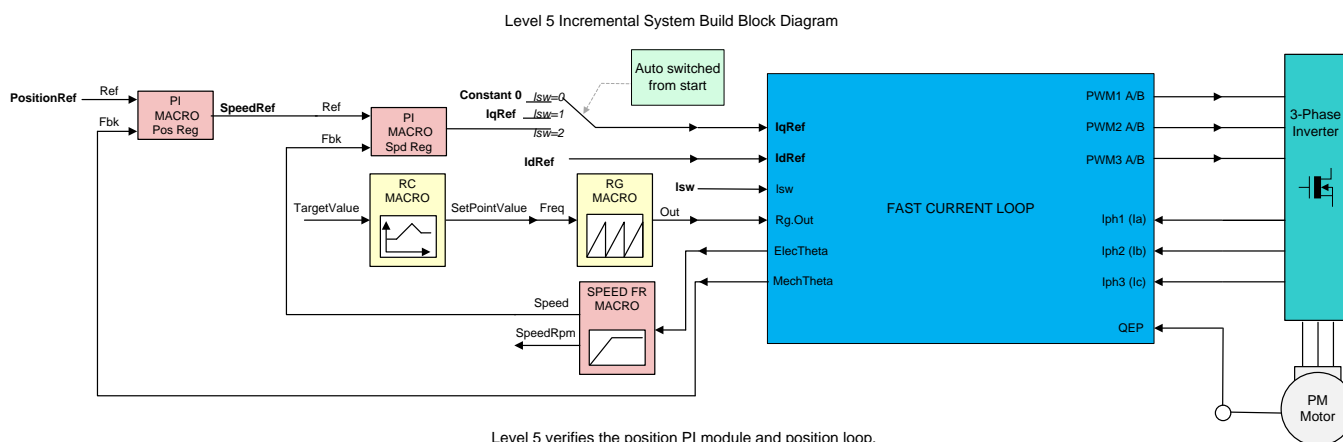 Level 5 Incremental System Build Block Diagram
PositionRef
Ref
Fbk
PI
MACRO
Pos Reg
SpeedRef
Ref
Fbk
PI
MACRO
Spd Reg
Constant 0
Isw=0
IqRef
Isw=1
Isw=2
Auto switched
from start
IdRef
Isw
TargetValue
RC
MACRO
SetPointValue
Freq
RG
MACRO
Out
Speed
SpeedRpm
SPEED FR
MACRO
IqRef
IdRef
Isw
Rg.Out
ElecTheta
MechTheta
FAST CURRENT LOOP
PWM1 A/B
PWM2 A/B
PWM3 A/B
Iph1 (Ia)
Iph2 (Ib)
Iph3 (Ic)
QEP
3-Phase
Inverter
PM
Motor
Level 5 verifies the position PI module and position loop.